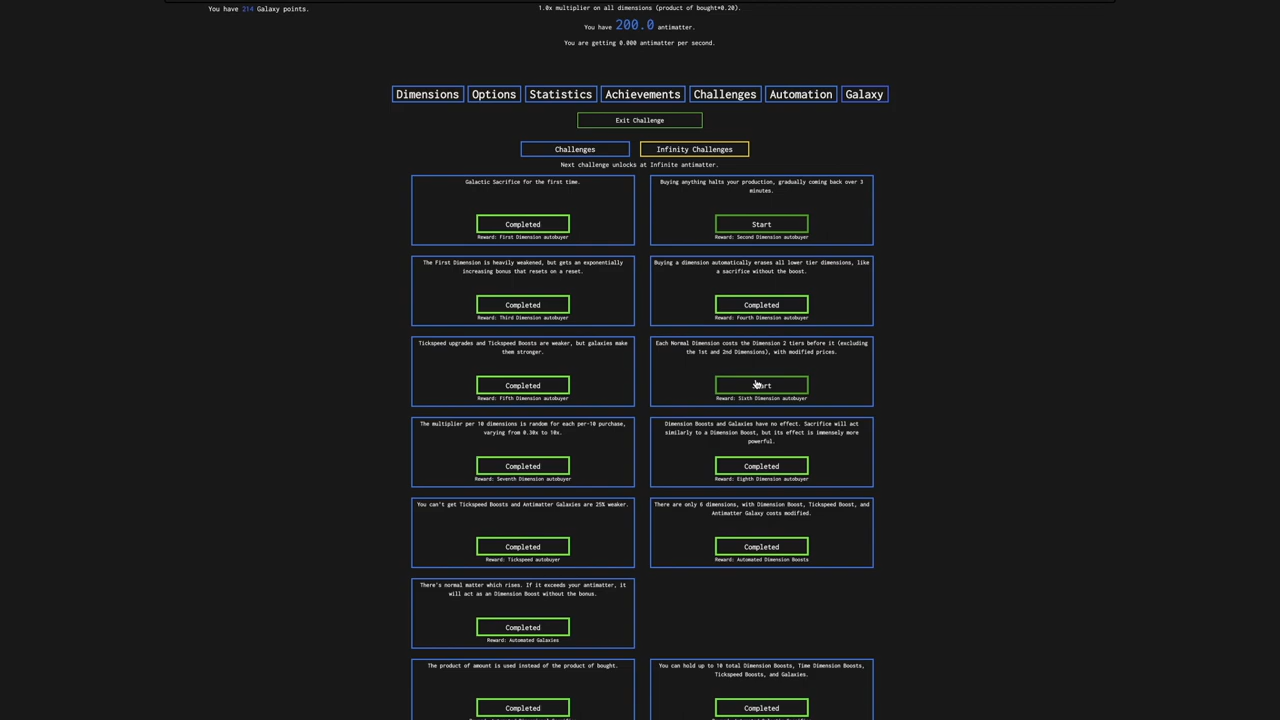 You have 214 Galaxy points.
1.0x multiplier on all dimensions (product of bought*0.20).
You have 200.0 antimatter.
You are getting 0.000 antimatter per second.
Dimensions Options Statistics Achievements Challenges Automation Galaxy
Exit Challenge
Challenges Infinity Challenges
Next challenge unlocks at Infinite antimatter.
Galactic Sacrifice for the first time.
Completed
Reward: First Dimension autobuyer
Buying anything halts your production, gradually coming back over 3
minutes.
Start
Reward: Second Dimension autobuyer
The First Dimension is heavily weakened, but gets an exponentially
increasing bonus that resets on a reset.
Completed
Reward: Third Dimension autobuyer
Buying a dimension automatically erases all lower tier dimensions, like
a sacrifice without the boost.
Completed
Reward: Fourth Dimension autobuyer
Tickspeed upgrades and Tickspeed Boosts are weaker, but galaxies make
them stronger.
Completed
Reward: Fifth Dimension autobuyer
Each Normal Dimension costs the Dimension 2 tiers before it (excluding
the 1st and 2nd Dimensions), with modified prices.
Start
Reward: Sixth Dimension autobuyer
The multiplier per 10 dimensions is random for each per-10 purchase,
varying from 0.30x to 10x.
Completed
Reward: Seventh Dimension autobuyer
Dimension Boosts and Galaxies have no effect. Sacrifice will act
similarly to a Dimension Boost, but its effect is immensely more
powerful.
Completed
Reward: Eighth Dimension autobuyer
You can't get Tickspeed Boosts and Antimatter Galaxies are 25% weaker.
Completed
Reward: Tickspeed autobuyer
There are only 6 dimensions, with Dimension Boost, Tickspeed Boost, and
Antimatter Galaxy costs modified.
Completed
Reward: Automated Dimension Boosts
There's normal matter which rises. If it exceeds your antimatter, it
will act as an Dimension Boost without the bonus.
Completed
Reward: Automated Galaxies
The product of amount is used instead of the product of bought.
Completed
You can hold up to 10 total Dimension Boosts, Time Dimension Boosts,
Tickspeed Boosts, and Galaxies.
Completed